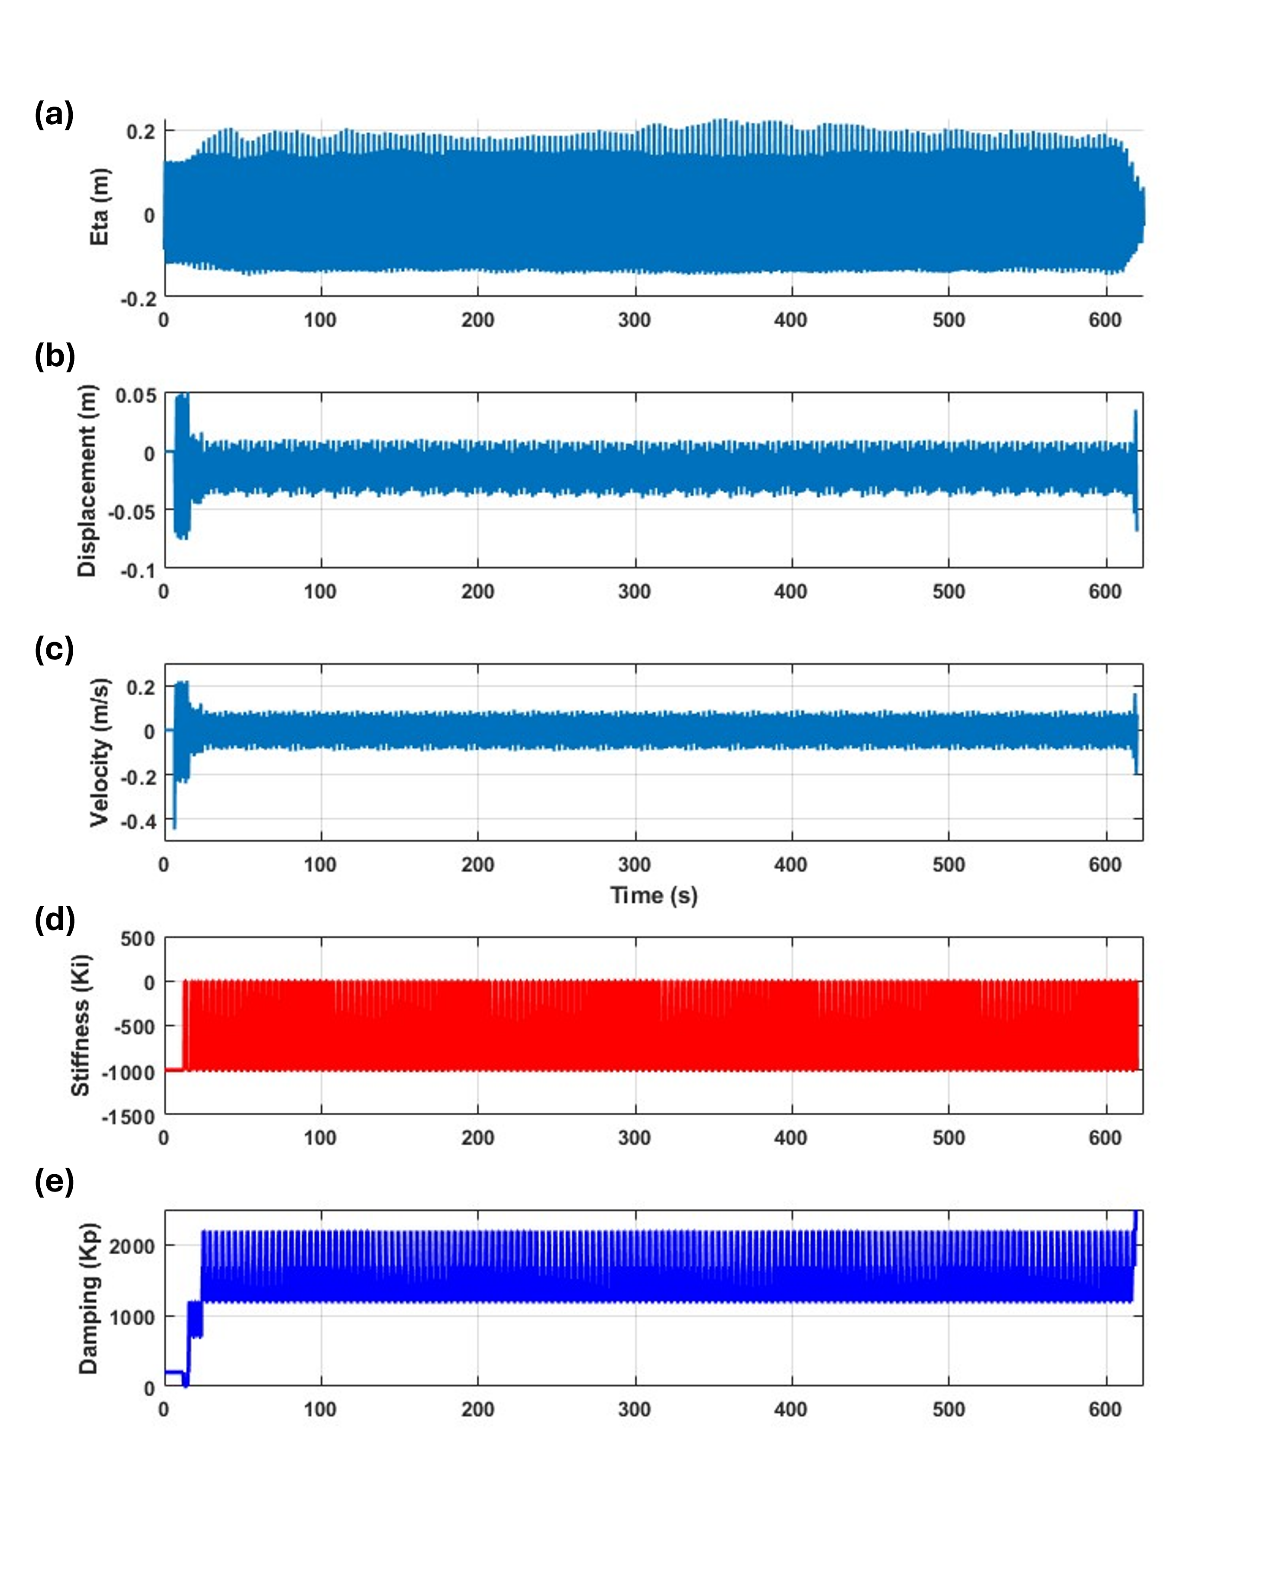 (a)
Eta (m)
0.2
0
-0.2
0 100 200 300 400 500 600
(b)
Displacement (m)
0.05
0
-0.05
-0.1
0 100 200 300 400 500 600
(c)
Velocity (m/s)
0.2
0
-0.2
-0.4
0 100 200 300 400 500 600
Time (s)
(d)
Stiffness (Ki)
500
0
-500
-1000
-1500
0 100 200 300 400 500 600
(e)
Damping (Kp)
2000
1000
0
0 100 200 300 400 500 600